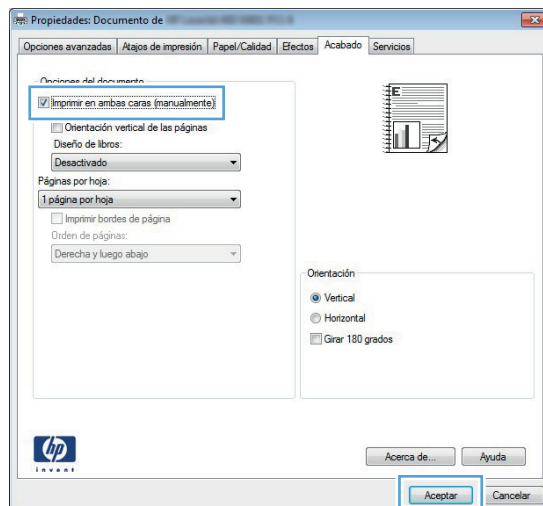 Propiedades: Documento de
Opciones avanzadas Atajos de impresión Papel/Calidad Efectos Acabado Servicios
Opciones del documento
Imprimir en ambas caras (manualmente)
Orientación vertical de las páginas
Diseño de libros:
Desactivado
Páginas por hoja:
1 página por hoja
Imprimir bordes de página
Orden de páginas:
Derecha y luego abajo
E
Orientación
Vertical
Horizontal
Girar 180 grados
hp
invent
Acerca de... Ayuda
Aceptar Cancelar